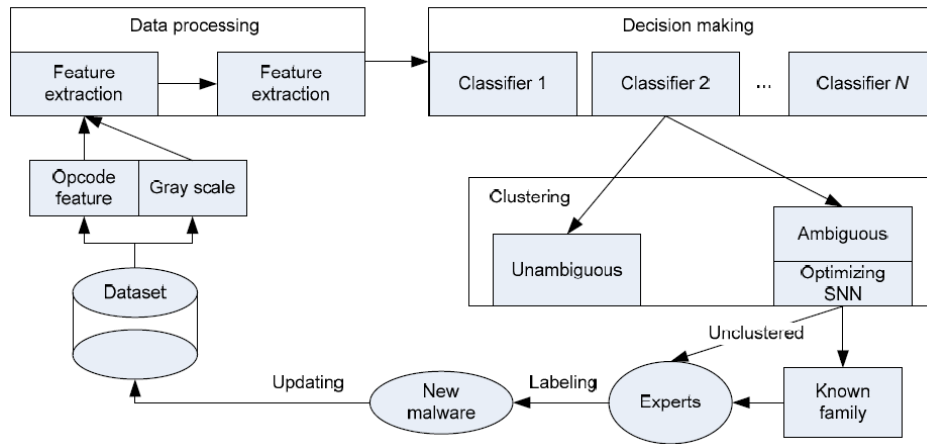 Data processing
Decision making
Feature
extraction
Feature
extraction
Classifier 1
Classifier 2
...
Classifier N
Opcode
feature
Gray scale
Clustering
Unambiguous
Ambiguous
Optimizing
SNN
Dataset
Unclustered
Updating
New
malware
Labeling
Experts
Known
family